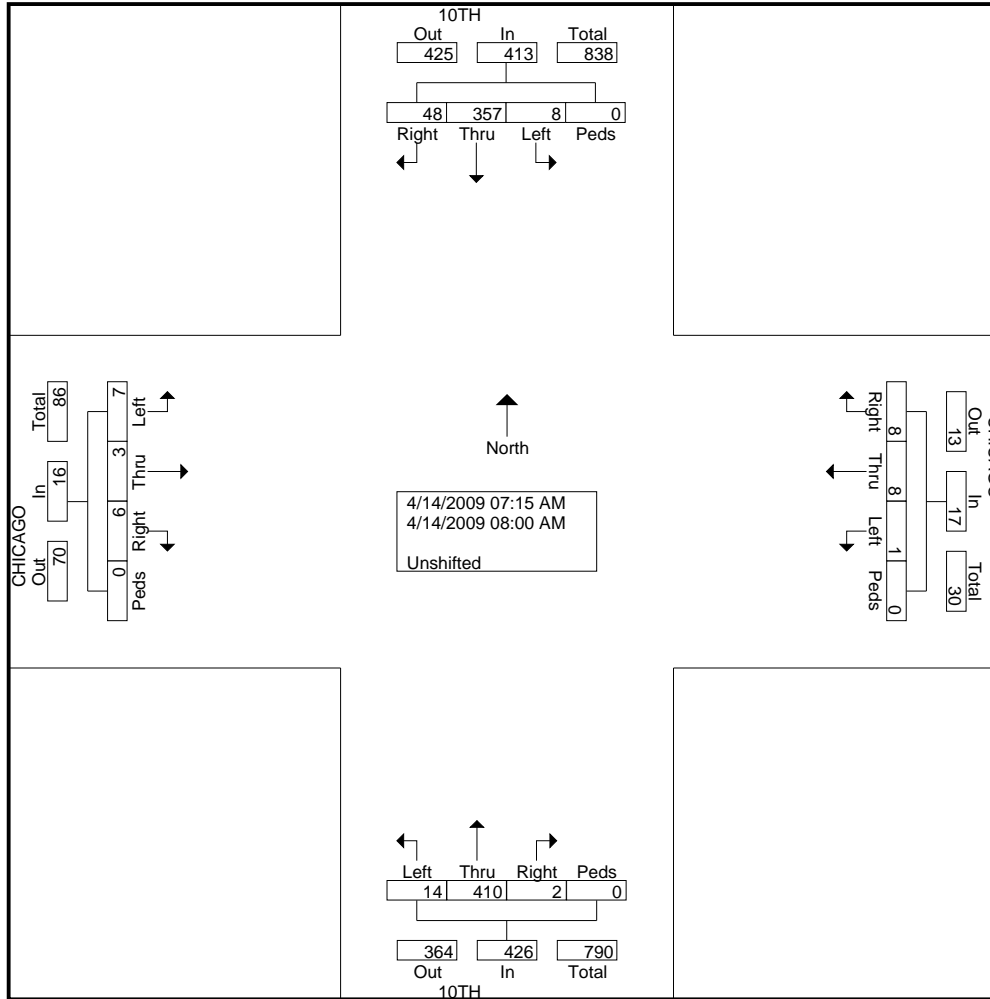 10TH
Out In Total
425 413 838
48 357 8 0
Right Thru Left Peds
CHICAGO
Out In Total
70 16 86
7 3 6 0
Left Thru Right Peds
North
4/14/2009 07:15 AM
4/14/2009 08:00 AM
Unshifted
Right Thru Left Peds
8 8 1 0
Out In Total
13 17 30
Left Thru Right Peds
14 410 2 0
364 426 790
Out In Total
10TH